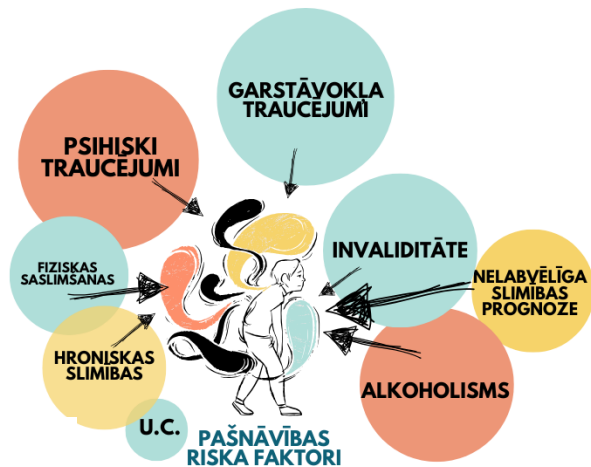 GARSTĀVOKĻA
TRAUCĒJUMI
PSIHISKI
TRAUCĒJUMI
INVALIDITĀTE
FIZISKAS
SASLIMŠANAS
NELABVĒLĪGA
SLIMĪBAS
PROGNOZE
HRONISKAS
SLIMĪBAS
ALKOHOLISMS
U.C.
PAŠNĀVĪBAS
RISKA FAKTORI